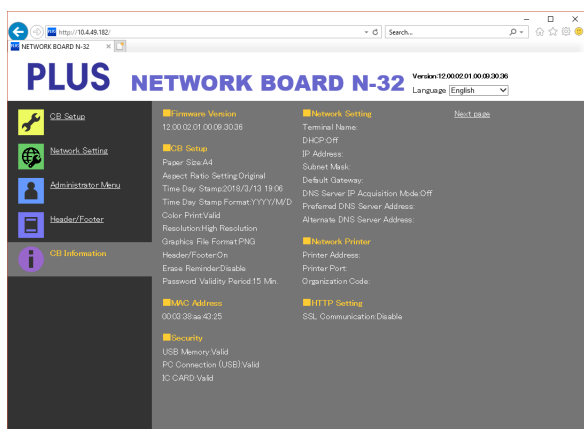 http://10.4.49.182/
Search...
NETWORK BOARD N-32
PLUS
NETWORK BOARD N-32
Version:12.00.02.01.00.09.30.36
Language English
CB Setup
Network Setting
Administrator Menu
Header/Footer
CB Information
Firmware Version
12.00.02.01.00.09.30.36
CB Setup
Paper Size:A4
Aspect Ratio Setting:Original
Time Day Stamp:2018/3/13 19:06
Time Day Stamp Format:YYYY/M/D
Color Print:Valid
Resolution:High Resolution
Graphics File Format:PNG
Header/Footer:On
Erase Reminder:Disable
Password Validity Period:15 Min.
MAC Address
00:03:38:aa:43:25
Security
USB Memory:Valid
PC Connection (USB):Valid
IC CARD:Valid
Network Setting
Terminal Name:
DHCP:Off
IP Address:
Subnet Mask:
Default Gateway:
DNS Server IP Acquisition Mode:Off
Preferred DNS Server Address:
Alternate DNS Server Address:
Network Printer
Printer Address:
Printer Port:
Organization Code:
HTTP Setting
SSL Communication:Disable
Next page